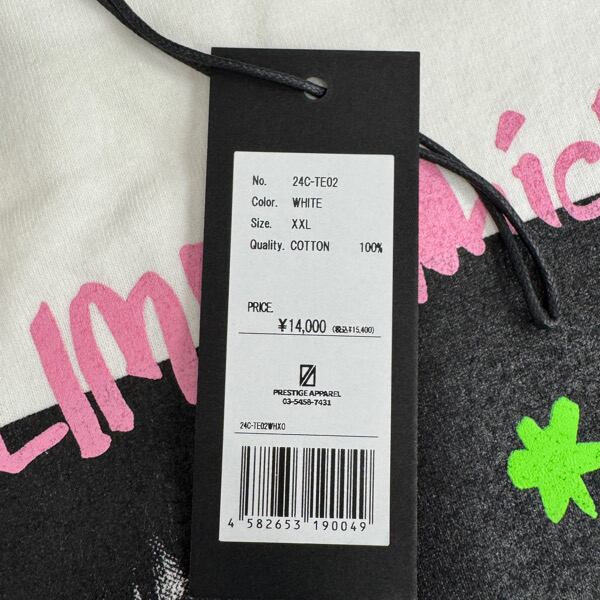 No. 24C-TE02
Color. WHITE
Size. XXL
Quality. COTTON 100%
PRICE.
¥14,000 (税込¥15,400)
PRESTIGE APPAREL
03-5458-7431
24C-TE02WHXO
4 582653 190049